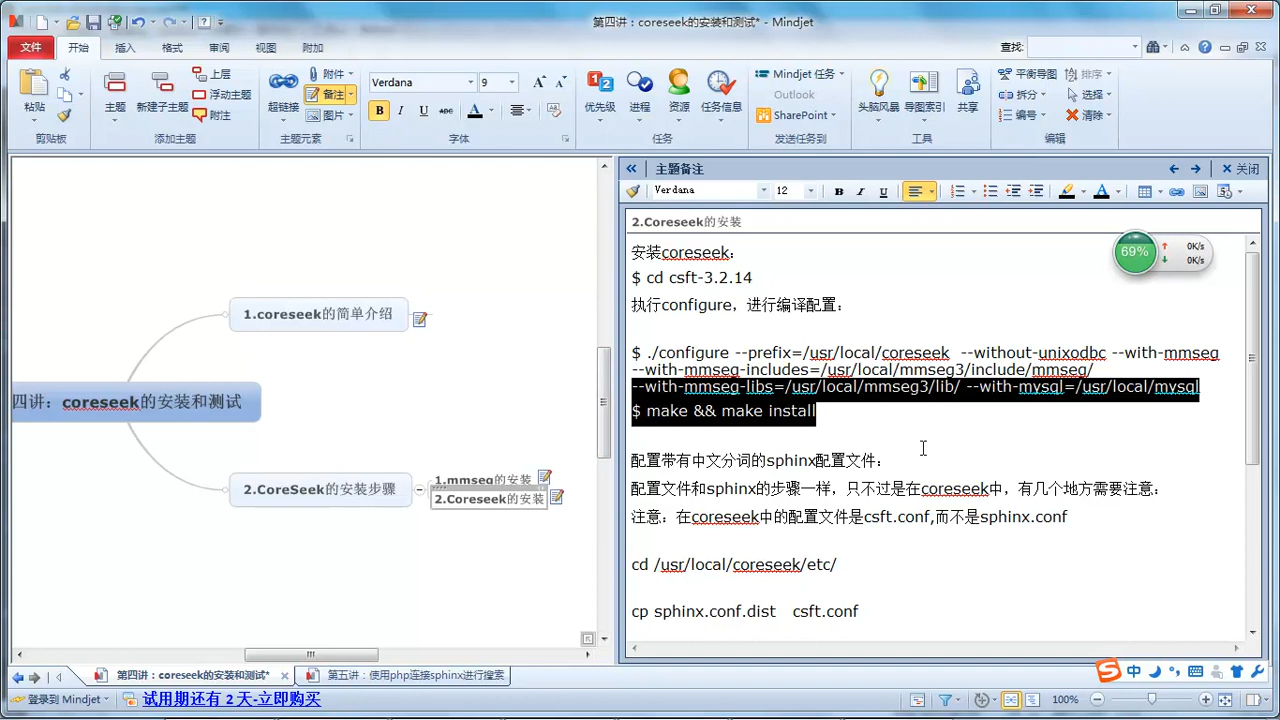 第四讲：coreseek的安装和测试* - Mindjet
文件 开始 插入 格式 审阅 视图 附加
查找:
粘贴
剪贴板
主题
新建子主题
上层
浮动主题
附注
添加主题
超链接
附件
备注
图片
主题元素
Verdana 9
B I U abc A
字体
优先级
进程
资源
任务信息
任务
Mindjet 任务
Outlook
SharePoint
发送任务到
头脑风暴
导图索引
共享
工具
平衡导图
拆分
编号
排序
选择
清除
编辑
1.coreseek的简单介绍
四讲：coreseek的安装和测试
2.CoreSeek的安装步骤
1.mmseg的安装
2.Coreseek的安装
主题备注
关闭
Verdana 12 B I U
2.Coreseek的安装
69%
0K/s
0K/s
安装coreseek：
$ cd csft-3.2.14
执行configure，进行编译配置：
$ ./configure --prefix=/usr/local/coreseek --without-unixodbc --with-mmseg
--with-mmseg-includes=/usr/local/mmseg3/include/mmseg/
--with-mmseg-libs=/usr/local/mmseg3/lib/ --with-mysql=/usr/local/mysql
$ make && make install
配置带有中文分词的sphinx配置文件：
配置文件和sphinx的步骤一样，只不过是在coreseek中，有几个地方需要注意：
注意：在coreseek中的配置文件是csft.conf,而不是sphinx.conf
cd /usr/local/coreseek/etc/
cp sphinx.conf.dist csft.conf
第四讲：coreseek的安装和测试*
第五讲：使用php连接sphinx进行搜索
中
登录到 Mindjet
试用期还有 2 天-立即购买
100%